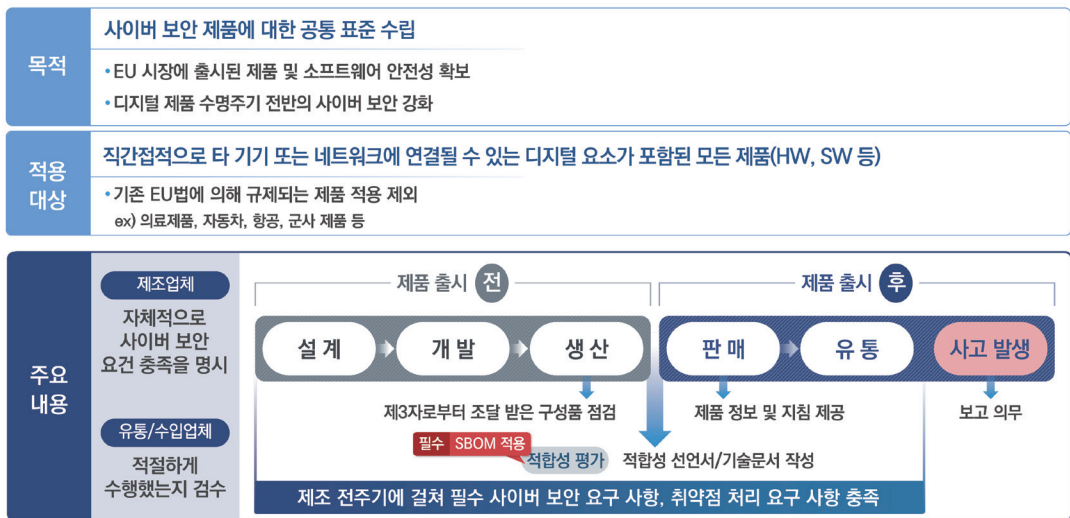 목적
사이버 보안 제품에 대한 공통 표준 수립
• EU 시장에 출시된 제품 및 소프트웨어 안전성 확보
• 디지털 제품 수명주기 전반의 사이버 보안 강화
적용
대상
직간접적으로 타 기기 또는 네트워크에 연결될 수 있는 디지털 요소가 포함된 모든 제품(HW, SW 등)
• 기존 EU법에 의해 규제되는 제품 적용 제외
ex) 의료제품, 자동차, 항공, 군사 제품 등
주요
내용
제조업체
자체적으로
사이버 보안
요건 충족을 명시
유통/수입업체
적절하게
수행했는지 검수
제품 출시 전
제품 출시 후
설계
개발
생산
판매
유통
사고 발생
제3자로부터 조달 받은 구성품 점검
제품 정보 및 지침 제공
보고 의무
필수 SBOM 적용
적합성 평가
적합성 선언서/기술문서 작성
제조 전주기에 걸쳐 필수 사이버 보안 요구 사항, 취약점 처리 요구 사항 충족